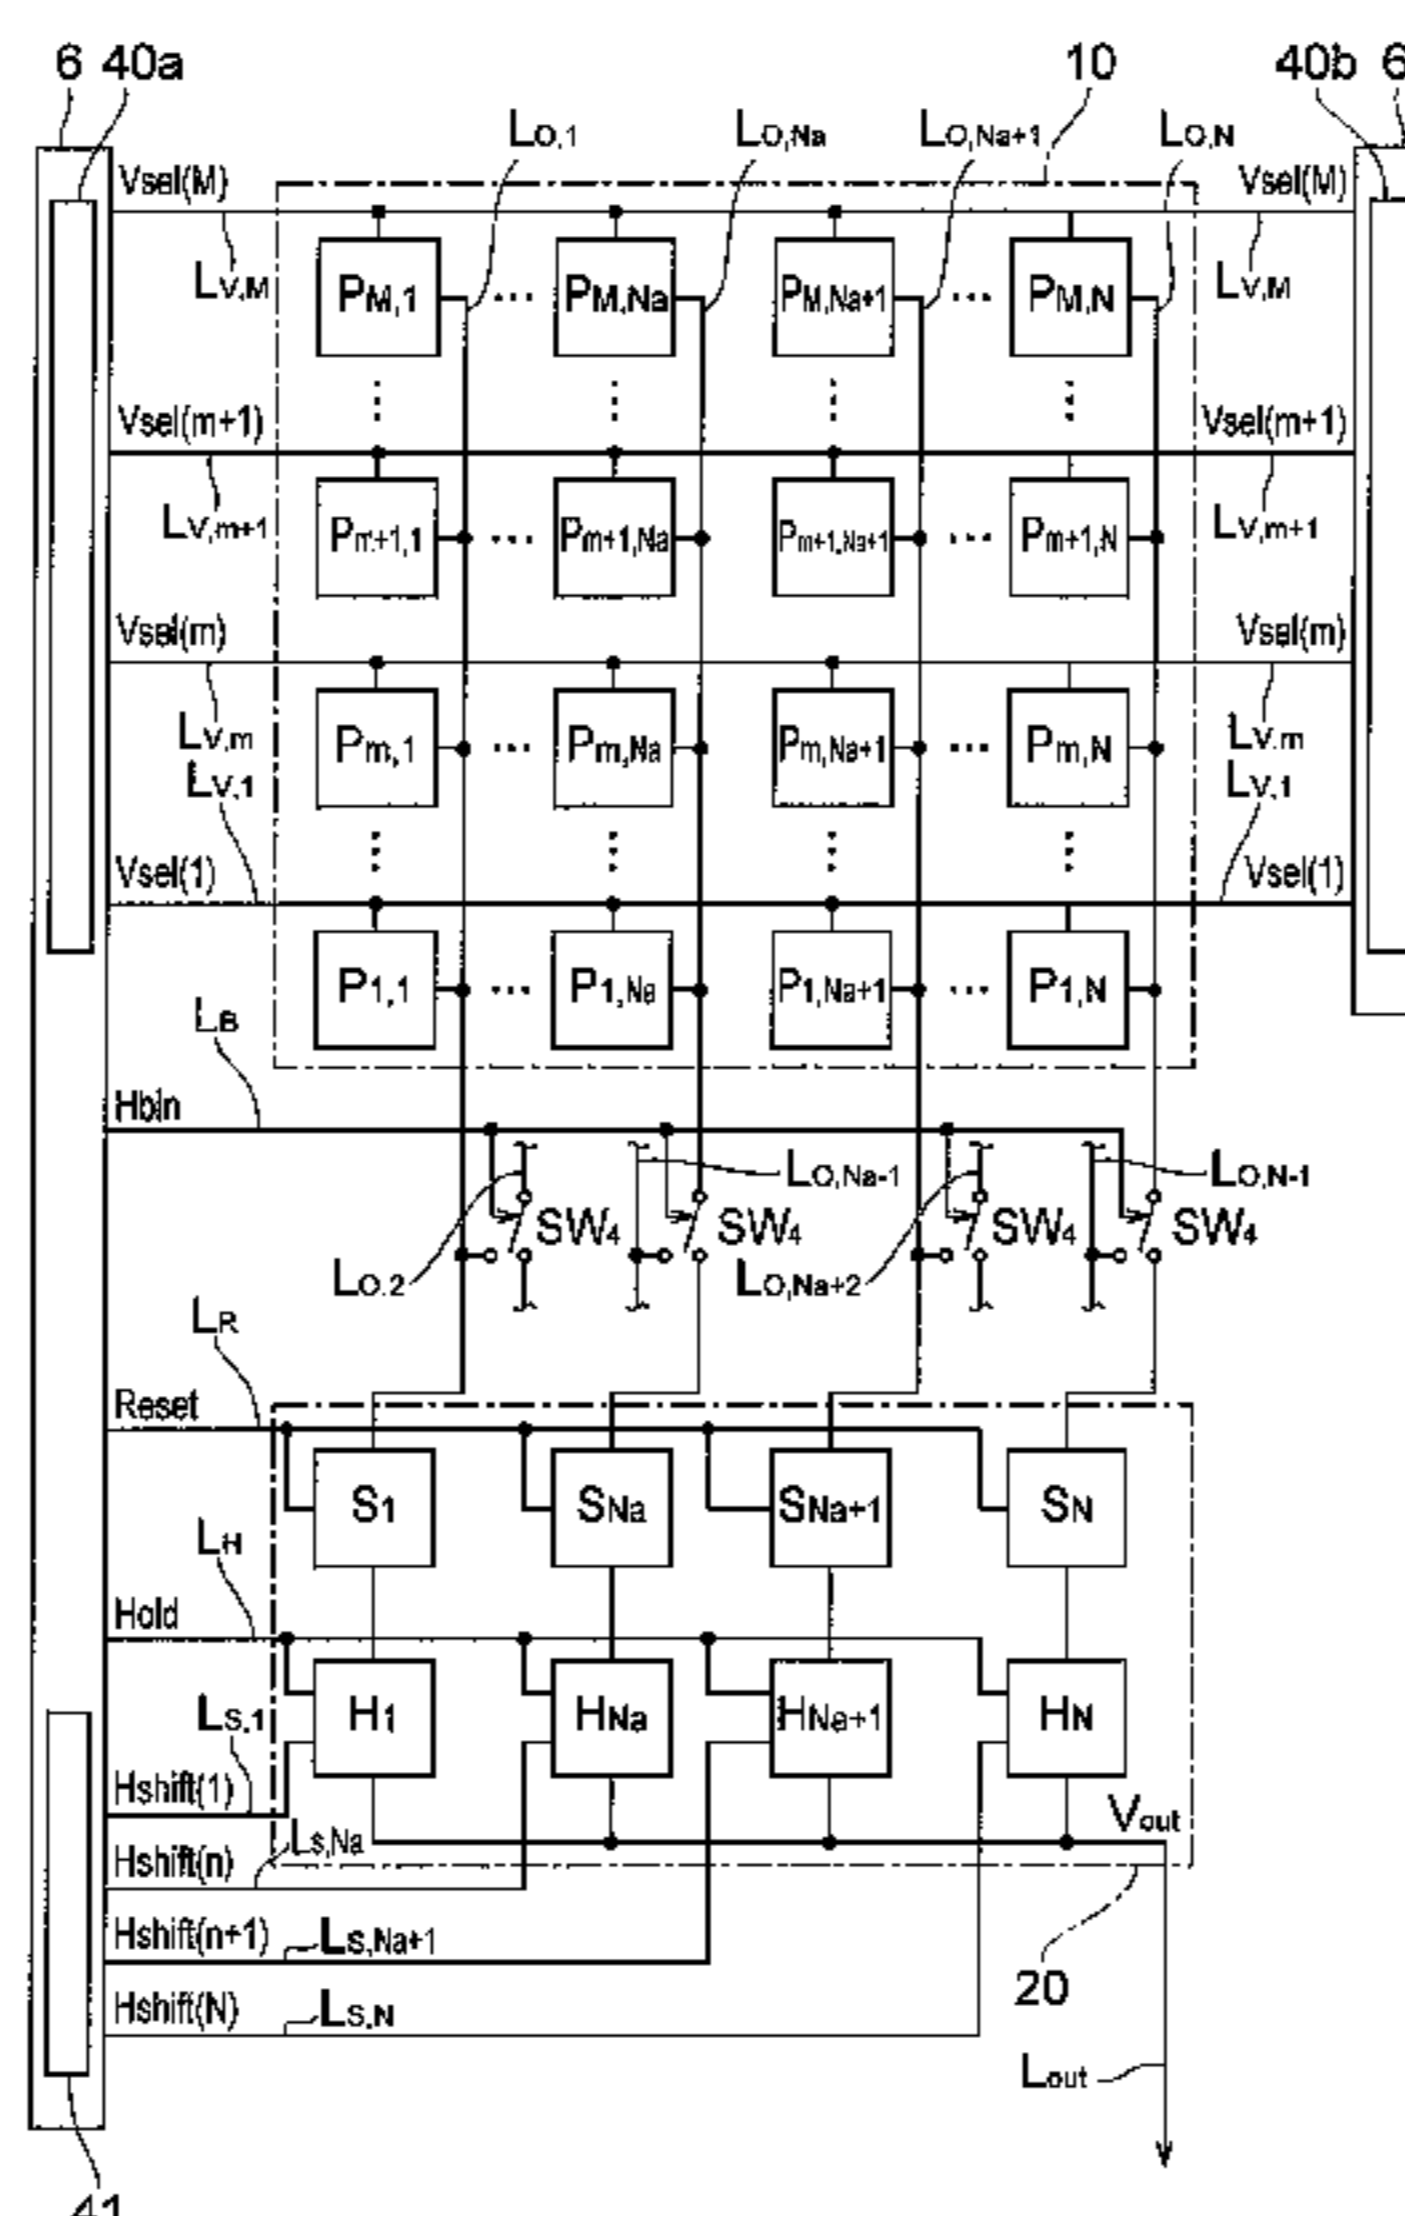 6 40a 10 40b 6
LO,1 LO,Na LO,Na+1 LO,N
Vsel(M) Vsel(M)
LV,M LV,M
PM,1 ... PM,Na PM,Na+1 ... PM,N
Vsel(m+1) Vsel(m+1)
LV,m+1 LV,m+1
Pm+1,1 ... Pm+1,Na Pm+1,Na+1 ... Pm+1,N
Vsel(m) Vsel(m)
LV,m LV,m
Pm,1 ... Pm,Na Pm,Na+1 ... Pm,N
LV,1 LV,1
Vsel(1) Vsel(1)
P1,1 ... P1,Na P1,Na+1 ... P1,N
LB
Hbin
LO,Na-1 LO,N-1
SW4 SW4 SW4 SW4
LO,2 LO,Na+2
LR
Reset
S1 SNa SNa+1 SN
LH
Hold
LS,1
H1 HNa HNa+1 HN
Hshift(1)
Vout
LS,Na
Hshift(n)
Hshift(n+1) LS,Na+1
20
Hshift(N) LS,N
Lout
41